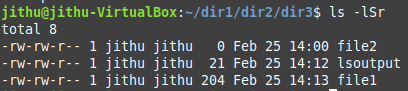 jithu@jithu-VirtualBox:~/dir1/dir2/dir3$ ls -lSr
total 8
-rw-rw-r-- 1 jithu jithu   0 Feb 25 14:00 file2
-rw-rw-r-- 1 jithu jithu  21 Feb 25 14:12 lsoutput
-rw-rw-r-- 1 jithu jithu 204 Feb 25 14:13 file1